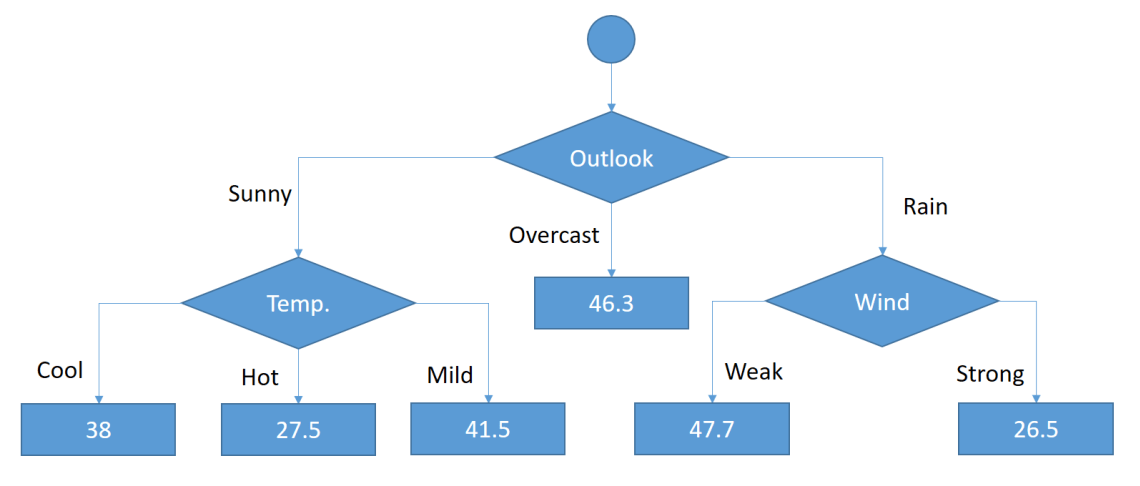 Outlook
Sunny
Overcast
Rain
46.3
Temp.
Wind
Cool
Hot
Mild
Weak
Strong
38
27.5
41.5
47.7
26.5